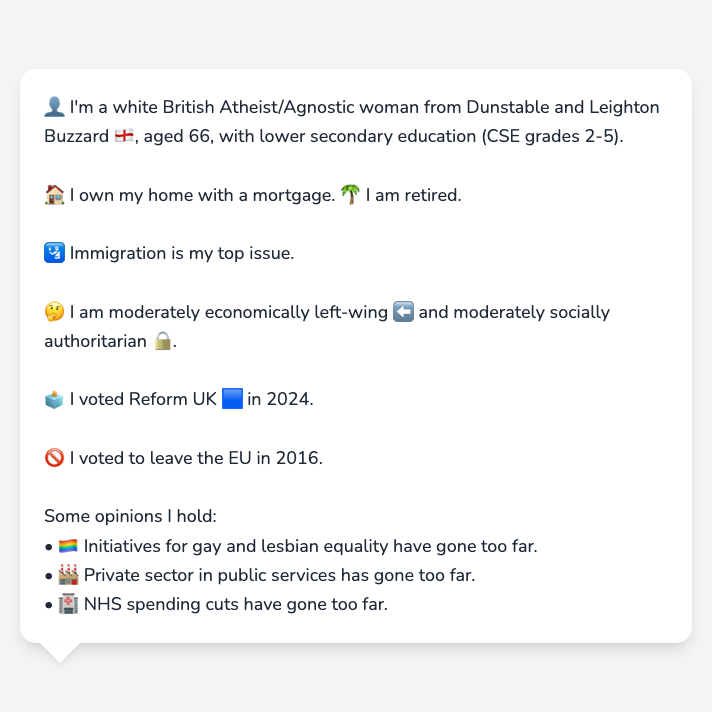 👤 I'm a white British Atheist/Agnostic woman from Dunstable and Leighton
Buzzard 🏴󠁧󠁢󠁥󠁮󠁧󠁿, aged 66, with lower secondary education (CSE grades 2-5).
🏠 I own my home with a mortgage. 🌴 I am retired.
🛂 Immigration is my top issue.
🤔 I am moderately economically left-wing ⬅️ and moderately socially
authoritarian 🔒.
🗳️ I voted Reform UK 🟦 in 2024.
🚫 I voted to leave the EU in 2016.
Some opinions I hold:
• 🏳️‍🌈 Initiatives for gay and lesbian equality have gone too far.
• 🏭 Private sector in public services has gone too far.
• 🏥 NHS spending cuts have gone too far.